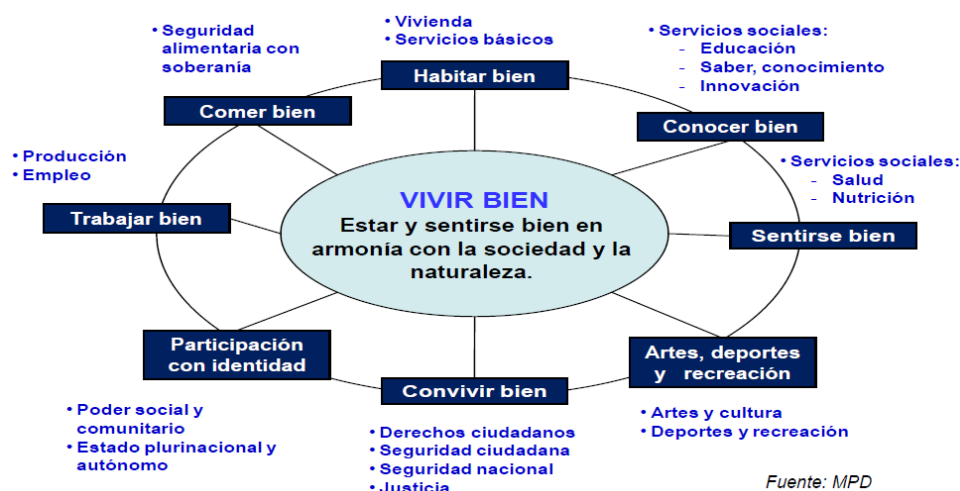 • Vivienda
• Servicios básicos
Habitar bien
• Servicios sociales:
- Educación
- Saber, conocimiento
- Innovación
Conocer bien
• Servicios sociales:
- Salud
- Nutrición
Sentirse bien
Artes, deportes
y recreación
• Artes y cultura
• Deportes y recreación
Convivir bien
• Derechos ciudadanos
• Seguridad ciudadana
• Seguridad nacional
• Justicia
Participación
con identidad
• Poder social y
comunitario
• Estado plurinacional y
autónomo
Trabajar bien
• Producción
• Empleo
Comer bien
• Seguridad
alimentaria con
soberanía
VIVIR BIEN
Estar y sentirse bien en
armonía con la sociedad y la
naturaleza.
Fuente: MPD